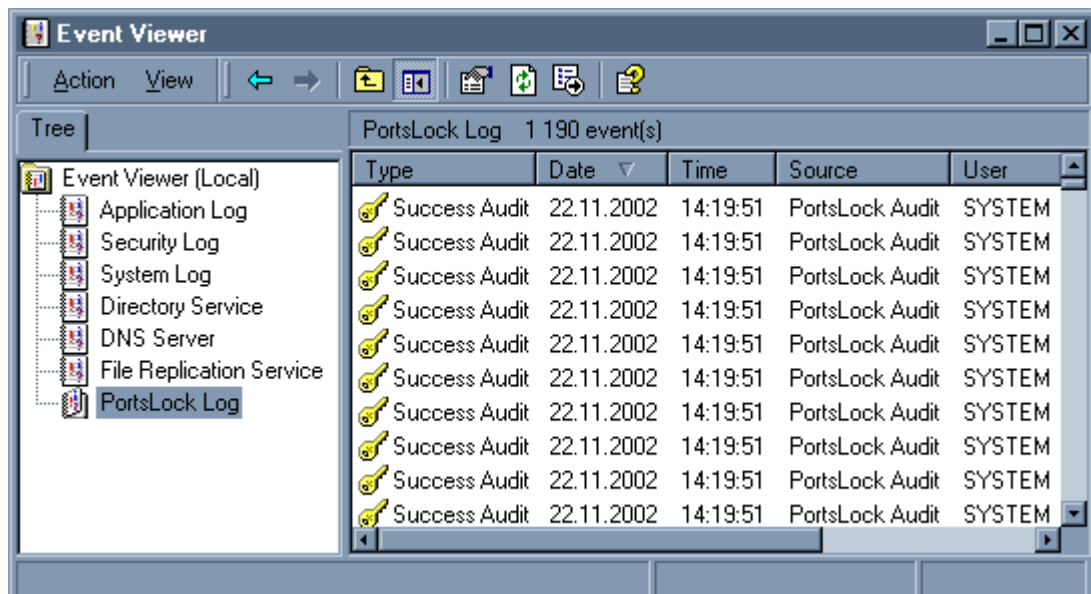 Event Viewer
Action View
Tree
PortsLock Log 1 190 event(s)
Event Viewer (Local)
Application Log
Security Log
System Log
Directory Service
DNS Server
File Replication Service
PortsLock Log
Type Date Time Source User
Success Audit 22.11.2002 14:19:51 PortsLock Audit SYSTEM
Success Audit 22.11.2002 14:19:51 PortsLock Audit SYSTEM
Success Audit 22.11.2002 14:19:51 PortsLock Audit SYSTEM
Success Audit 22.11.2002 14:19:51 PortsLock Audit SYSTEM
Success Audit 22.11.2002 14:19:51 PortsLock Audit SYSTEM
Success Audit 22.11.2002 14:19:51 PortsLock Audit SYSTEM
Success Audit 22.11.2002 14:19:51 PortsLock Audit SYSTEM
Success Audit 22.11.2002 14:19:51 PortsLock Audit SYSTEM
Success Audit 22.11.2002 14:19:51 PortsLock Audit SYSTEM
Success Audit 22.11.2002 14:19:51 PortsLock Audit SYSTEM